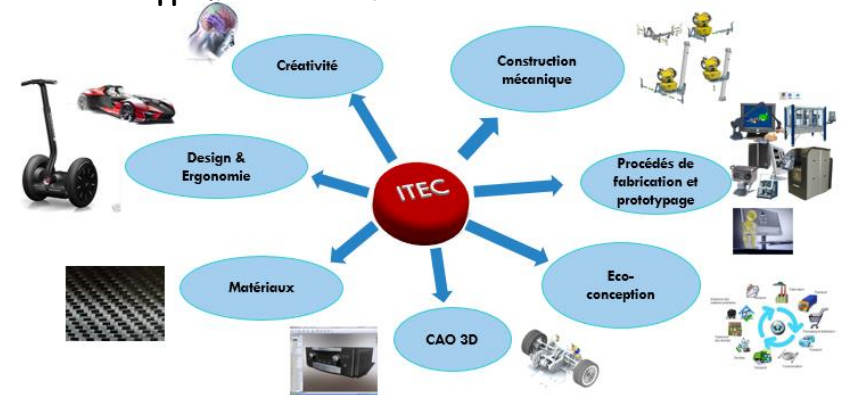 Créativité
Construction
mécanique
Design &
Ergonomie
ITEC
Procédés de
fabrication et
prototypage
Matériaux
Eco-
conception
CAO 3D